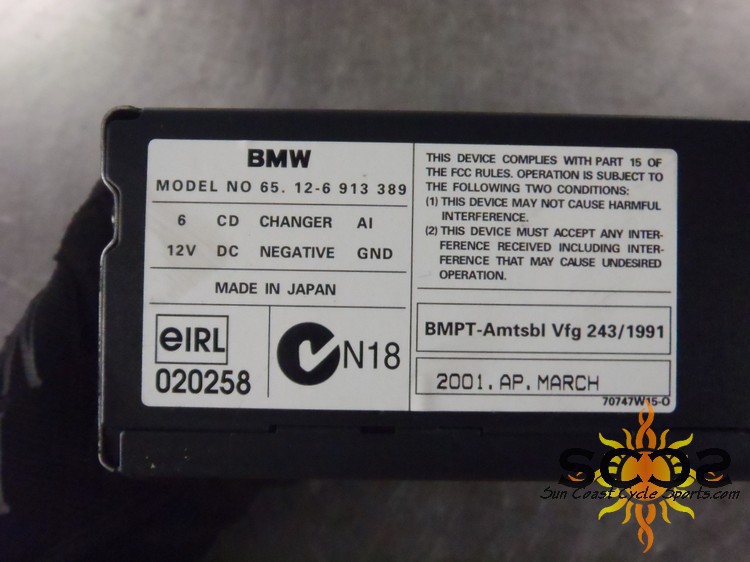 BMW
MODEL NO 65. 12-6 913 389
6 CD CHANGER AI
12V DC NEGATIVE GND
MADE IN JAPAN
eIRL
020258
N18
THIS DEVICE COMPLIES WITH PART 15 OF
THE FCC RULES. OPERATION IS SUBJECT TO
THE FOLLOWING TWO CONDITIONS:
(1) THIS DEVICE MAY NOT CAUSE HARMFUL
INTERFERENCE.
(2) THIS DEVICE MUST ACCEPT ANY INTER-
FERENCE RECEIVED INCLUDING INTER-
FERENCE THAT MAY CAUSE UNDESIRED
OPERATION.
BMPT-Amtsbl Vfg 243/1991
2001. AP. MARCH
70747W15-O
SCCS
Sun Coast Cycle Sports.com